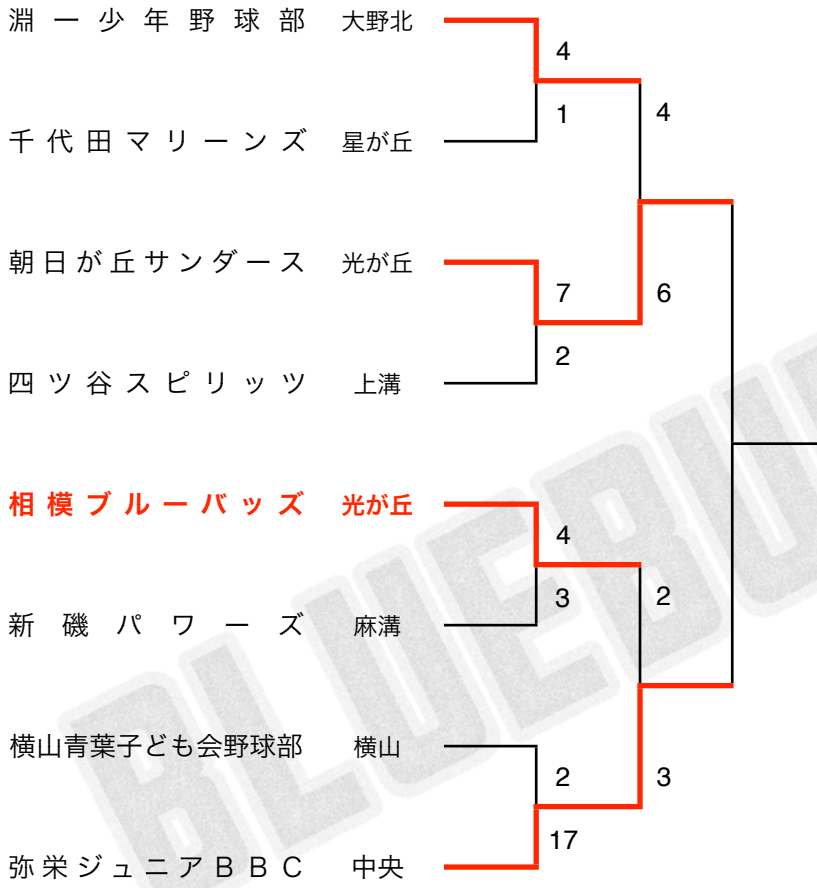 淵一少年野球部 大野北
4
1
4
千代田マリーンズ 星が丘
朝日が丘サンダース 光が丘
7
6
2
四ツ谷スピリッツ 上溝
相模ブルーバッズ 光が丘
4
3
2
新磯パワーズ 麻溝
横山青葉子ども会野球部 横山
2
3
17
弥栄ジュニアBBC 中央
BLUEBU